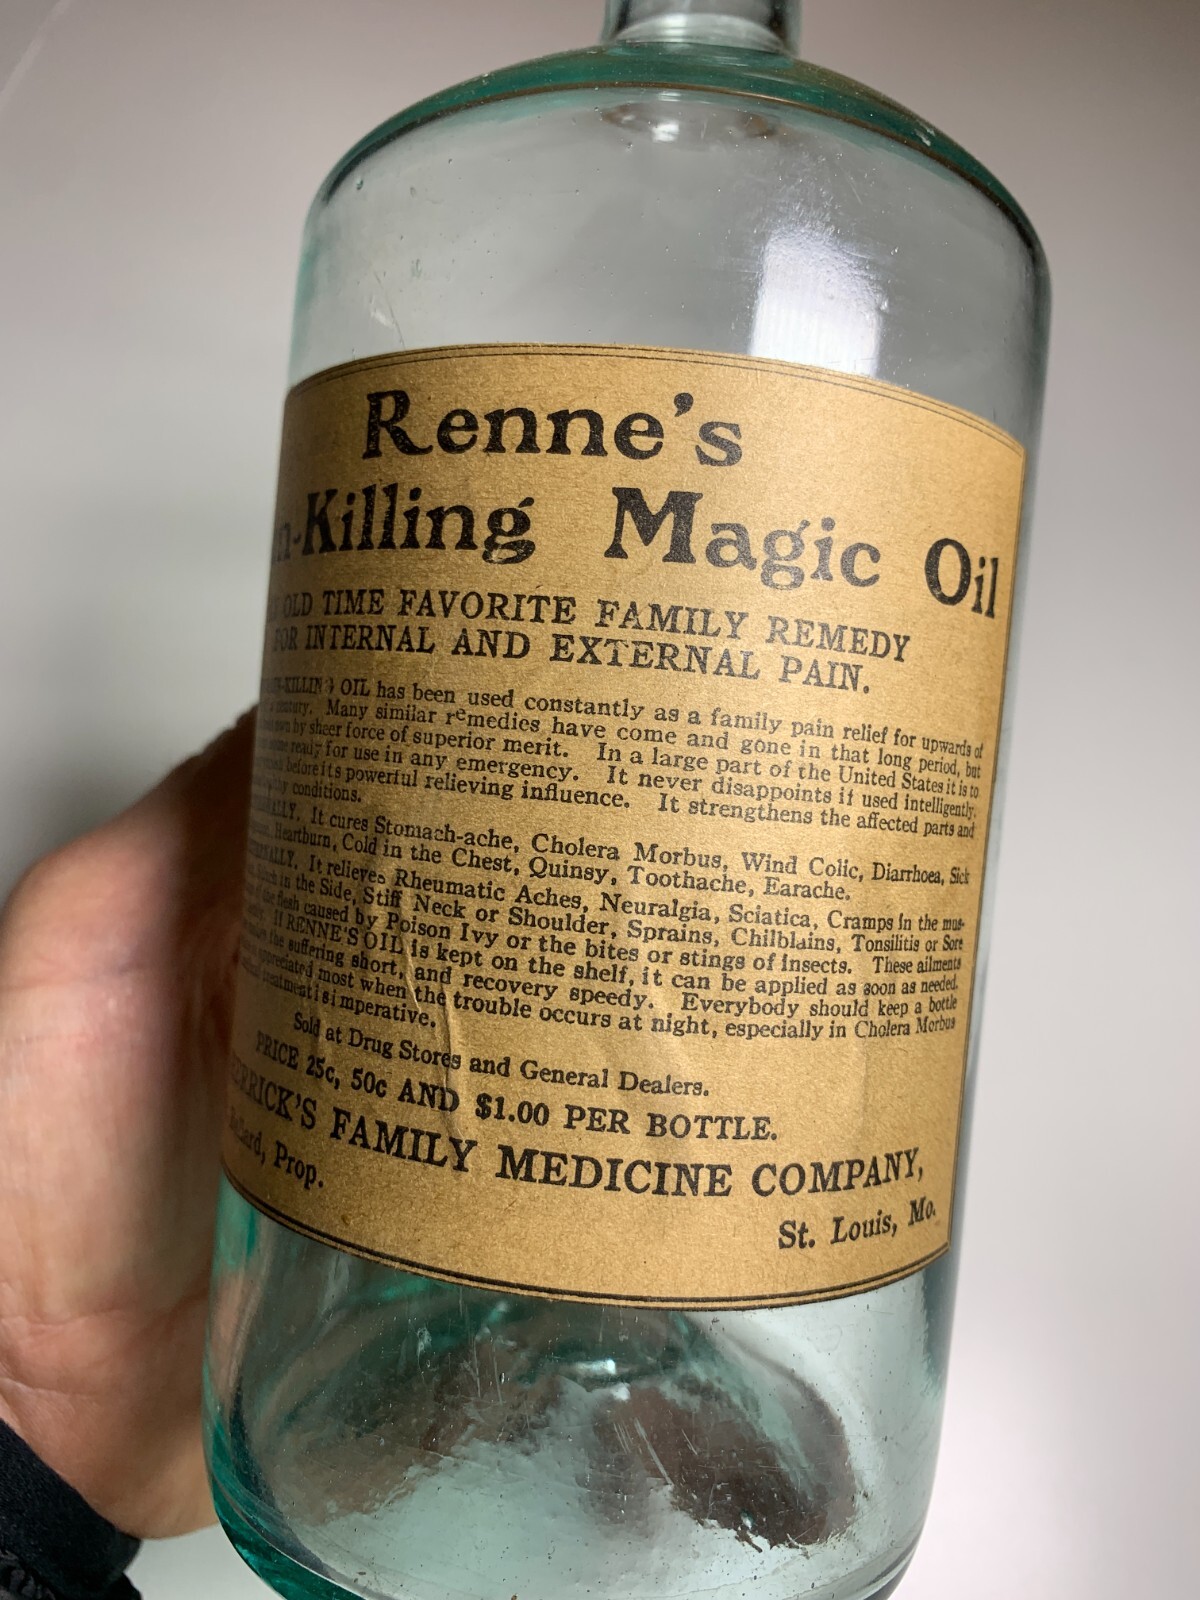 Renne's
-Killing Magic Oil
OLD TIME FAVORITE FAMILY REMEDY
FOR INTERNAL AND EXTERNAL PAIN.
OIL has been used constantly as a family pain relief for upwards of
Many similar remedies have come and gone in that long period, but
by sheer force of superior merit. In a large part of the United States it is to
ready for use in any emergency. It never disappoints if used intelligently.
before its powerful relieving influence. It strengthens the affected parts and
conditions.
It cures Stomach-ache, Cholera Morbus, Wind Colic, Diarrhoea, Sick
Heartburn, Cold in the Chest, Quinsy, Toothache, Earache.
It relieves Rheumatic Aches, Neuralgia, Sciatica, Cramps in the mus-
in the Side, Stiff Neck or Shoulder, Sprains, Chilblains, Tonsilitis or Sore
flesh caused by Poison Ivy or the bites or stings of insects. These ailments
If RENNE'S OIL is kept on the shelf, it can be applied as soon as needed,
the suffering short, and recovery speedy. Everybody should keep a bottle
appreciated most when the trouble occurs at night, especially in Cholera Morbus
treatment is imperative.
Sold at Drug Stores and General Dealers.
PRICE 25c, 50c AND $1.00 PER BOTTLE.
ERRICK'S FAMILY MEDICINE COMPANY,
Prop.
St. Louis, Mo.